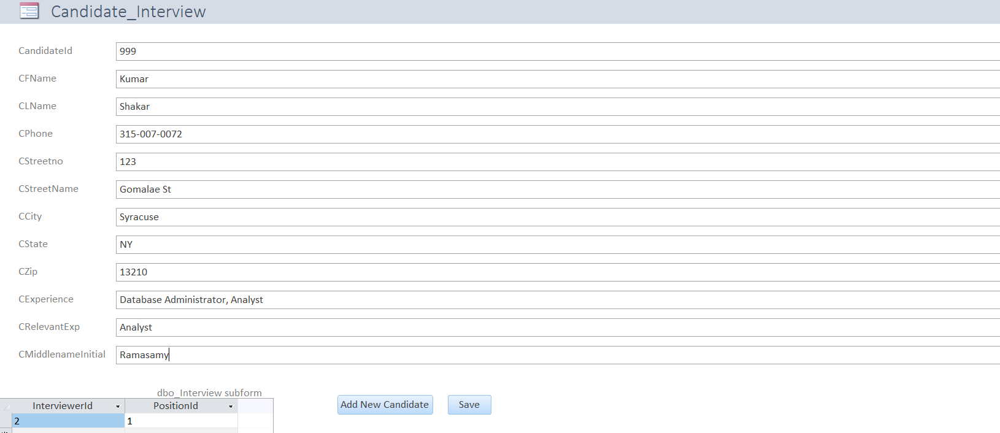 Candidate_Interview
CandidateId 999
CFName Kumar
CLName Shakar
CPhone 315-007-0072
CStreetno 123
CStreetName Gomalae St
CCity Syracuse
CState NY
CZip 13210
CExperience Database Administrator, Analyst
CRelevantExp Analyst
CMiddlenameInitial Ramasamy
dbo_Interview subform
InterviewerId PositionId
2 1
Add New Candidate Save